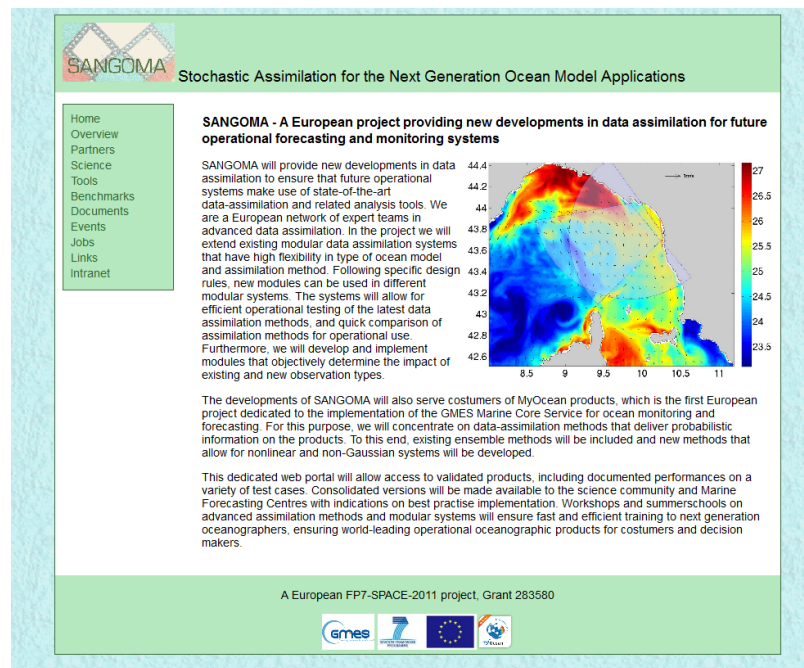 SANGOMA
Stochastic Assimilation for the Next Generation Ocean Model Applications
Home
Overview
Partners
Science
Tools
Benchmarks
Documents
Events
Jobs
Links
Intranet
SANGOMA - A European project providing new developments in data assimilation for future
operational forecasting and monitoring systems
SANGOMA will provide new developments in data
assimilation to ensure that future operational
systems make use of state-of-the-art
data-assimilation and related analysis tools. We
are a European network of expert teams in
advanced data assimilation. In the project we will
extend existing modular data assimilation systems
that have high flexibility in type of ocean model
and assimilation method. Following specific design
rules, new modules can be used in different
modular systems. The systems will allow for
efficient operational testing of the latest data
assimilation methods, and quick comparison of
assimilation methods for operational use.
Furthermore, we will develop and implement
modules that objectively determine the impact of
existing and new observation types.
44.4
44.2
44
43.8
43.6
43.4
43.2
43
42.8
42.6
8.5 9 9.5 10 10.5 11
27
26.5
26
25.5
25
24.5
24
23.5
The developments of SANGOMA will also serve costumers of MyOcean products, which is the first European
project dedicated to the implementation of the GMES Marine Core Service for ocean monitoring and
forecasting. For this purpose, we will concentrate on data-assimilation methods that deliver probabilistic
information on the products. To this end, existing ensemble methods will be included and new methods that
allow for nonlinear and non-Gaussian systems will be developed.
This dedicated web portal will allow access to validated products, including documented performances on a
variety of test cases. Consolidated versions will be made available to the science community and Marine
Forecasting Centres with indications on best practise implementation. Workshops and summerschools on
advanced assimilation methods and modular systems will ensure fast and efficient training to next generation
oceanographers, ensuring world-leading operational oceanographic products for costumers and decision
makers.
A European FP7-SPACE-2011 project, Grant 283580
Gmes